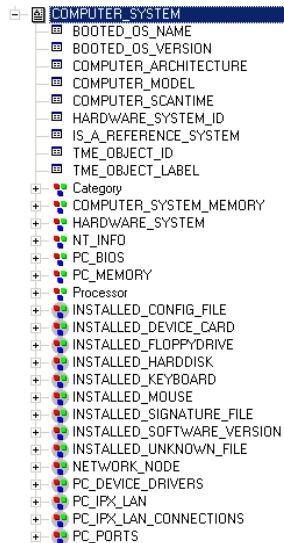 COMPUTER_SYSTEM
BOOTED_OS_NAME
BOOTED_OS_VERSION
COMPUTER_ARCHITECTURE
COMPUTER_MODEL
COMPUTER_SCANTIME
HARDWARE_SYSTEM_ID
IS_A_REFERENCE_SYSTEM
TME_OBJECT_ID
TME_OBJECT_LABEL
Category
COMPUTER_SYSTEM_MEMORY
HARDWARE_SYSTEM
NT_INFO
PC_BIOS
PC_MEMORY
Processor
INSTALLED_CONFIG_FILE
INSTALLED_DEVICE_CARD
INSTALLED_FLOPPYDRIVE
INSTALLED_HARDDISK
INSTALLED_KEYBOARD
INSTALLED_MOUSE
INSTALLED_SIGNATURE_FILE
INSTALLED_SOFTWARE_VERSION
INSTALLED_UNKNOWN_FILE
NETWORK_NODE
PC_DEVICE_DRIVERS
PC_IPX_LAN
PC_IPX_LAN_CONNECTIONS
PC_PORTS